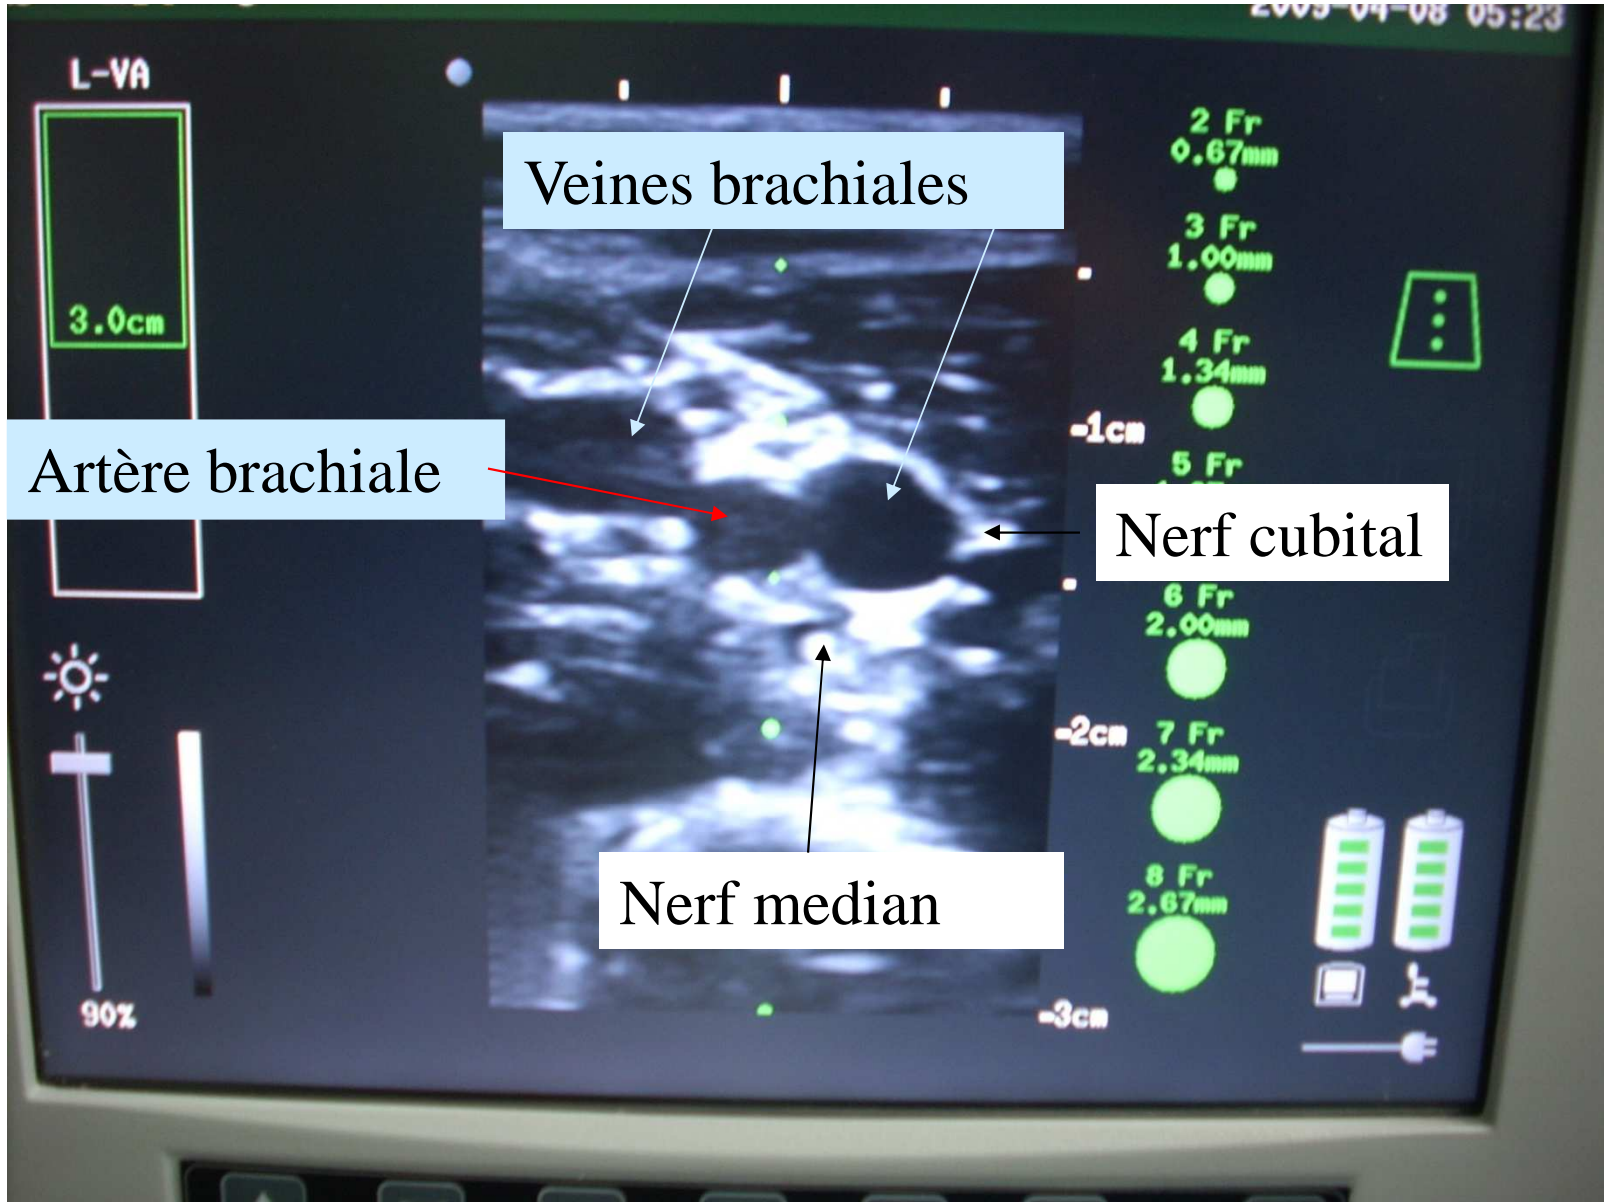 2009-04-08 05:23
L-VA
3.0cm
90%
Veines brachiales
Artère brachiale
Nerf cubital
Nerf median
-1cm
-2cm
-3cm
2 Fr
0.67mm
3 Fr
1.00mm
4 Fr
1.34mm
5 Fr
6 Fr
2.00mm
7 Fr
2.34mm
8 Fr
2.67mm